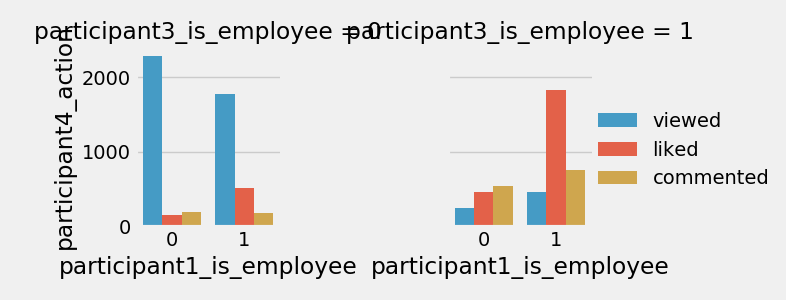 participant3_is_employee = 0
participant3_is_employee = 1
participant4_action
2000
1000
0
0 1
0 1
participant1_is_employee
participant1_is_employee
viewed
liked
commented